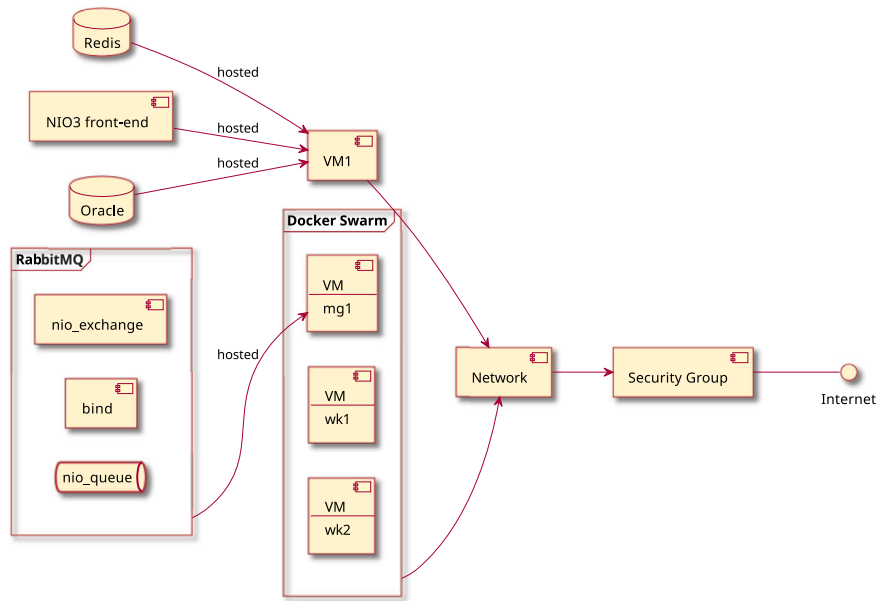 Redis
hosted
NIO3 front-end
hosted
VM1
hosted
Oracle
Docker Swarm
RabbitMQ
VM
mg1
nio_exchange
hosted
Network
Security Group
Internet
VM
wk1
bind
nio_queue
VM
wk2